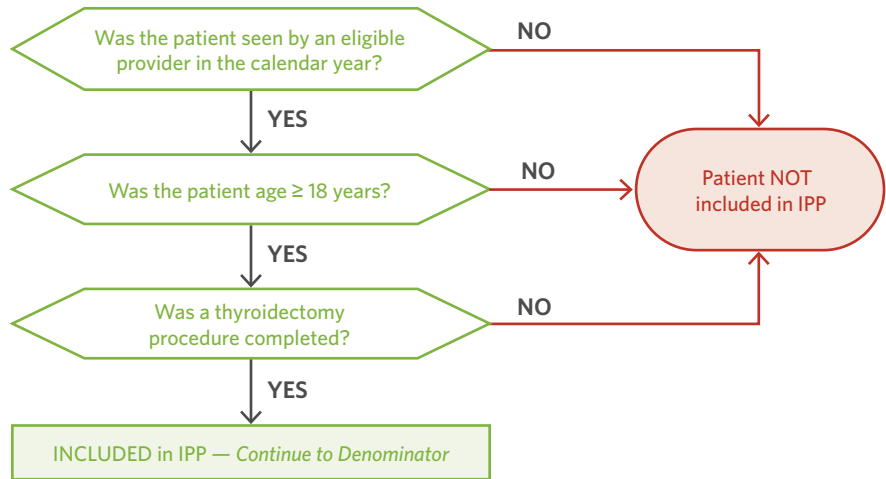 Was the patient seen by an eligible
provider in the calendar year?
NO
YES
Was the patient age ≥ 18 years?
NO
Patient NOT
included in IPP
YES
Was a thyroidectomy
procedure completed?
NO
YES
INCLUDED in IPP — Continue to Denominator